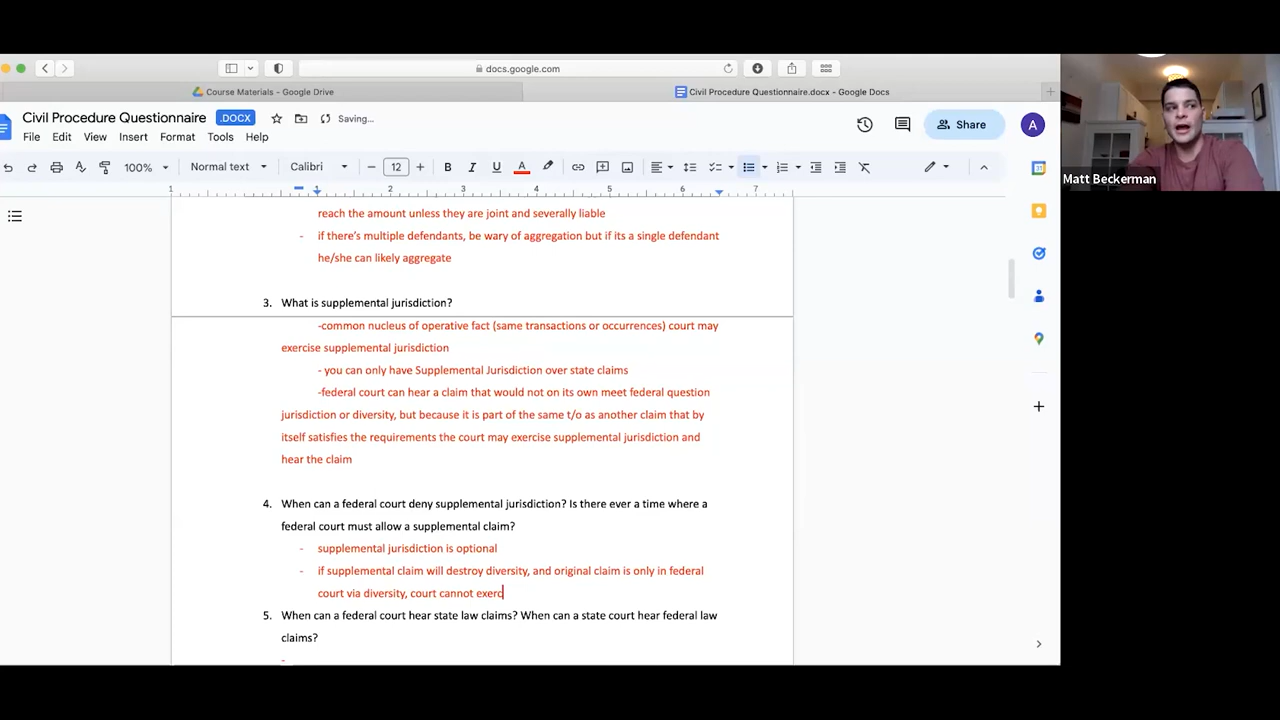 docs.google.com
Course Materials - Google Drive
Civil Procedure Questionnaire.docx - Google Docs
Civil Procedure Questionnaire
.DOCX
Saving...
File Edit View Insert Format Tools Help
Share
A
100%
Normal text
Calibri
12
B I U A
1 1 2 3 4 5 6 7
reach the amount unless they are joint and severally liable
- if there's multiple defendants, be wary of aggregation but if its a single defendant
he/she can likely aggregate
3. What is supplemental jurisdiction?
-common nucleus of operative fact (same transactions or occurrences) court may
exercise supplemental jurisdiction
- you can only have Supplemental Jurisdiction over state claims
-federal court can hear a claim that would not on its own meet federal question
jurisdiction or diversity, but because it is part of the same t/o as another claim that by
itself satisfies the requirements the court may exercise supplemental jurisdiction and
hear the claim
4. When can a federal court deny supplemental jurisdiction? Is there ever a time where a
federal court must allow a supplemental claim?
- supplemental jurisdiction is optional
- if supplemental claim will destroy diversity, and original claim is only in federal
court via diversity, court cannot exerc
5. When can a federal court hear state law claims? When can a state court hear federal law
claims?
-
Matt Beckerman